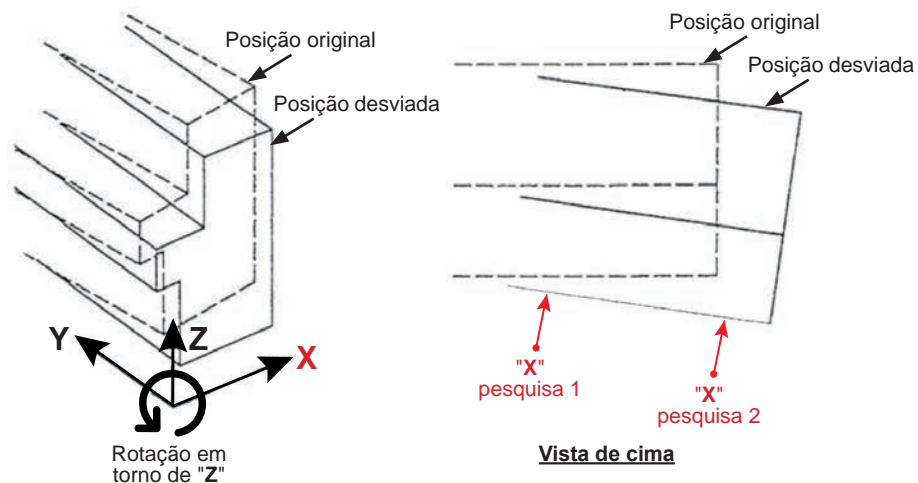 Posição original
Posição desviada
Y
Z
X
Rotação em
torno de "Z"
Posição original
Posição desviada
"X"
pesquisa 1
"X"
pesquisa 2
Vista de cima